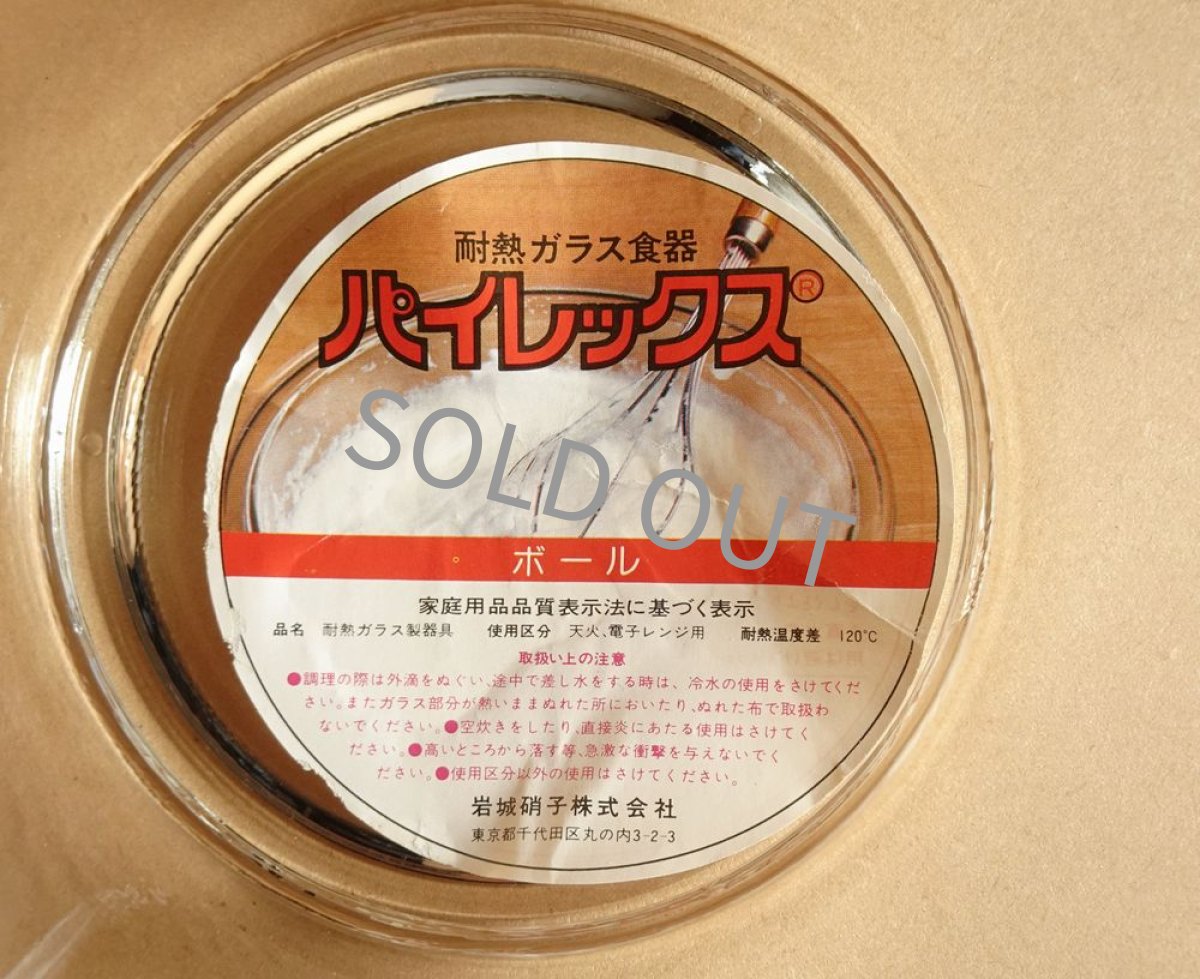 耐熱ガラス食器
パイレックス®
SOLD OUT
ボール
家庭用品品質表示法に基づく表示
品名 耐熱ガラス製器具 使用区分 天火、電子レンジ用 耐熱温度差 120°C
取扱い上の注意
●調理の際は外滴をぬぐい、途中で差し水をする時は、冷水の使用をさけてくだ
さい。またガラス部分が熱いままぬれた所においたり、ぬれた布で取扱わ
ないでください。●空炊きをしたり、直接炎にあたる使用はさけてく
ださい。●高いところから落す等、急激な衝撃を与えないでく
ださい。●使用区分以外の使用はさけてください。
岩城硝子株式会社
東京都千代田区丸の内3-2-3